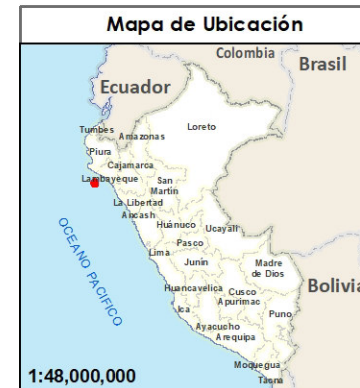 Mapa de Ubicación
Colombia
Brasil
Ecuador
Loreto
Tumbes
Amazonas
Piura
Cajamarca
Lambayeque
San
Martin
La Libertad
Ancash
Huánuco
Ucayali
Pasco
OCEANO PACIFICO
Lima
Junin
Madre
de Dios
Huancavelica
Cusco
Apurimac
Bolivia
Ica
Puno
Ayacucho
Arequipa
Moquegua
Tacna
1:48,000,000